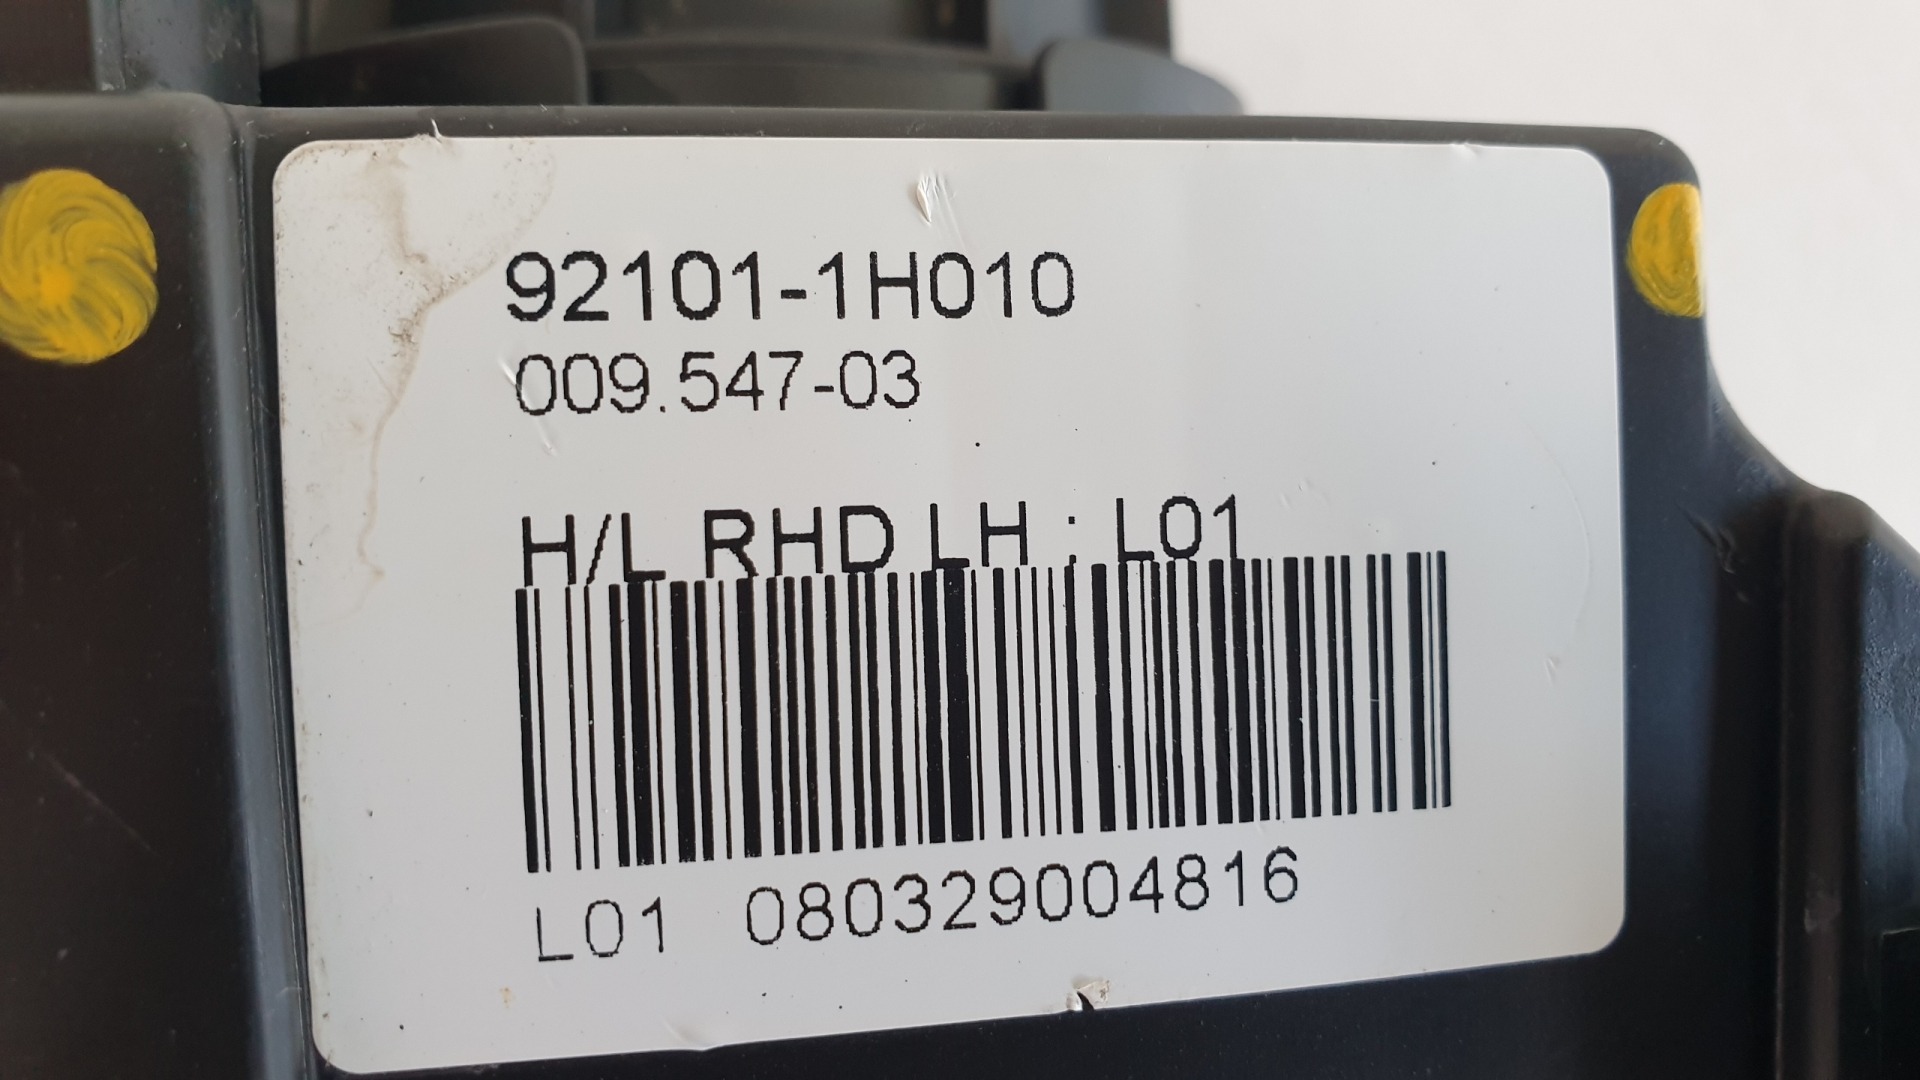 92101-1H010
009.547-03
H/L RHD LH : L01
L01 080329004816